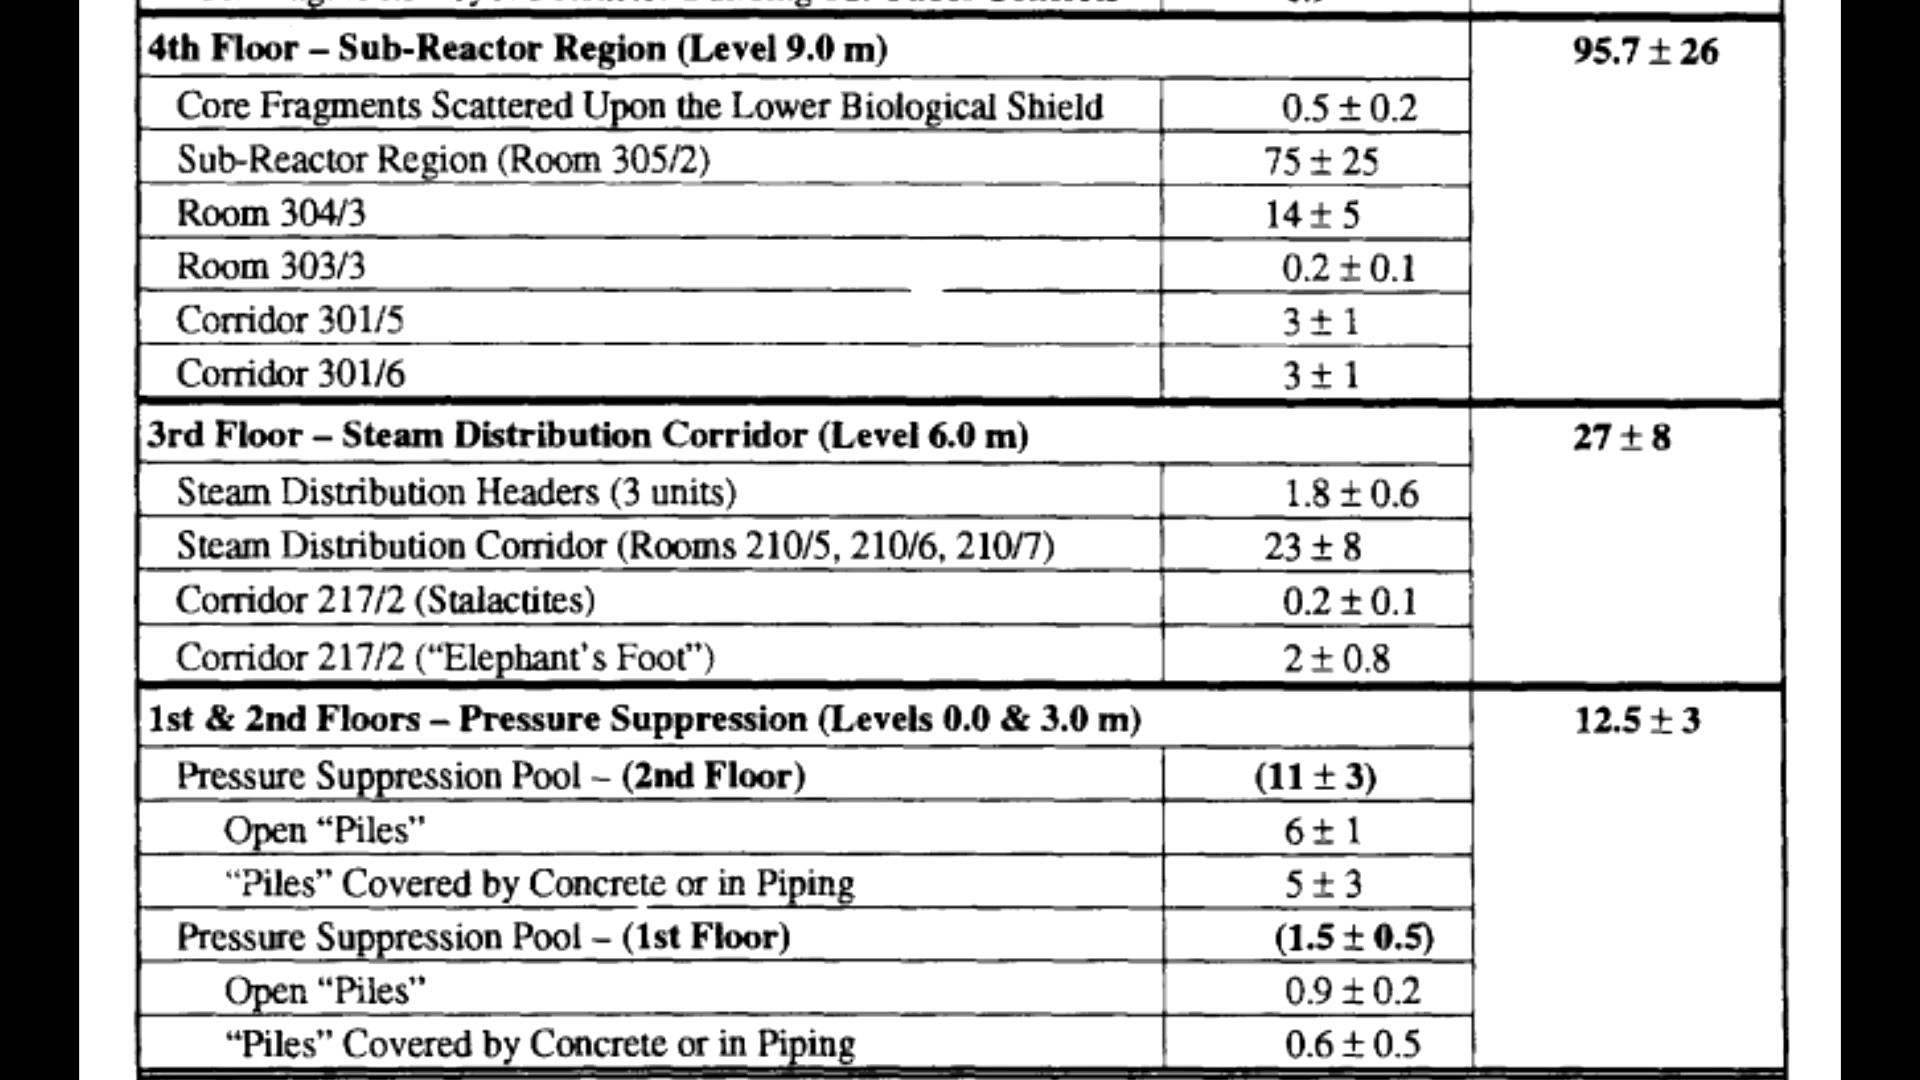 4th Floor – Sub-Reactor Region (Level 9.0 m) 95.7 ± 26
Core Fragments Scattered Upon the Lower Biological Shield 0.5 ± 0.2
Sub-Reactor Region (Room 305/2) 75 ± 25
Room 304/3 14 ± 5
Room 303/3 0.2 ± 0.1
Corridor 301/5 3 ± 1
Corridor 301/6 3 ± 1
3rd Floor – Steam Distribution Corridor (Level 6.0 m) 27 ± 8
Steam Distribution Headers (3 units) 1.8 ± 0.6
Steam Distribution Corridor (Rooms 210/5, 210/6, 210/7) 23 ± 8
Corridor 217/2 (Stalactites) 0.2 ± 0.1
Corridor 217/2 (“Elephant's Foot”) 2 ± 0.8
1st & 2nd Floors – Pressure Suppression (Levels 0.0 & 3.0 m) 12.5 ± 3
Pressure Suppression Pool – (2nd Floor) (11 ± 3)
Open “Piles” 6 ± 1
“Piles” Covered by Concrete or in Piping 5 ± 3
Pressure Suppression Pool – (1st Floor) (1.5 ± 0.5)
Open “Piles” 0.9 ± 0.2
“Piles” Covered by Concrete or in Piping 0.6 ± 0.5